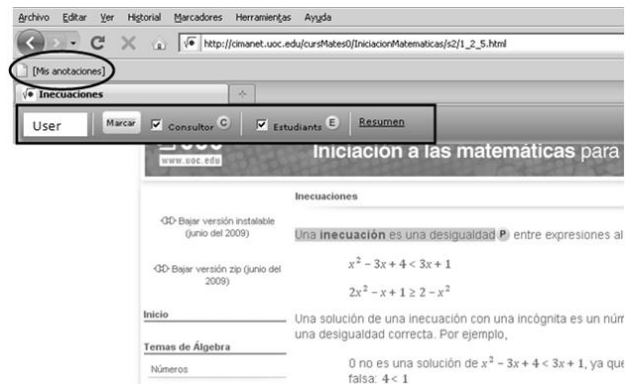 Archivo Editar Ver Historial Marcadores Herramientas Ayuda
http://cimanet.uoc.edu/cursMates0/IniciacionMatematicas/s2/1_2_5.html
[Mis anotaciones]
Inecuaciones
User Marcar Consultor C Estudiants E Resumen
www.uoc.edu
Iniciación a las matemáticas para
Inecuaciones
Bajar versión instalable
(junio del 2009)
Una inecuación es una desigualdad P entre expresiones al
x² − 3x + 4 < 3x + 1
Bajar versión zip (junio del
2009)
2x² − x + 1 ≥ 2 − x²
Inicio
Una solución de una inecuación con una incógnita es un núm
una desigualdad correcta. Por ejemplo,
Temas de Álgebra
Números
0 no es una solución de x² − 3x + 4 < 3x + 1, ya que
falsa: 4 < 1